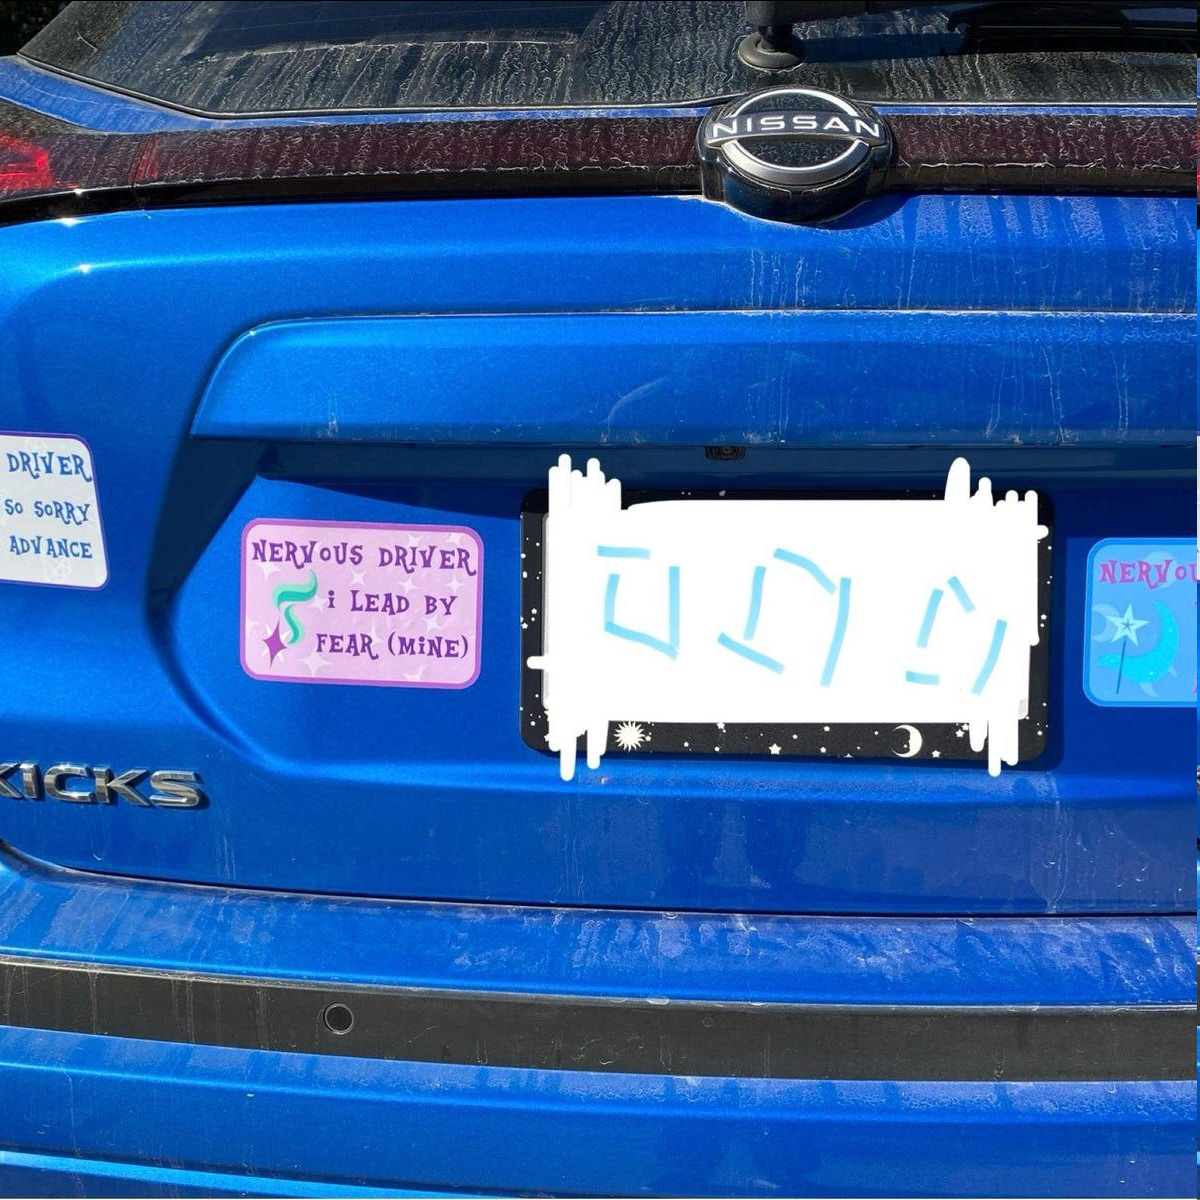 NISSAN
DRIVER
SO SORRY
ADVANCE
NERVOUS DRIVER
i LEAD BY
FEAR (MiNE)
KICKS